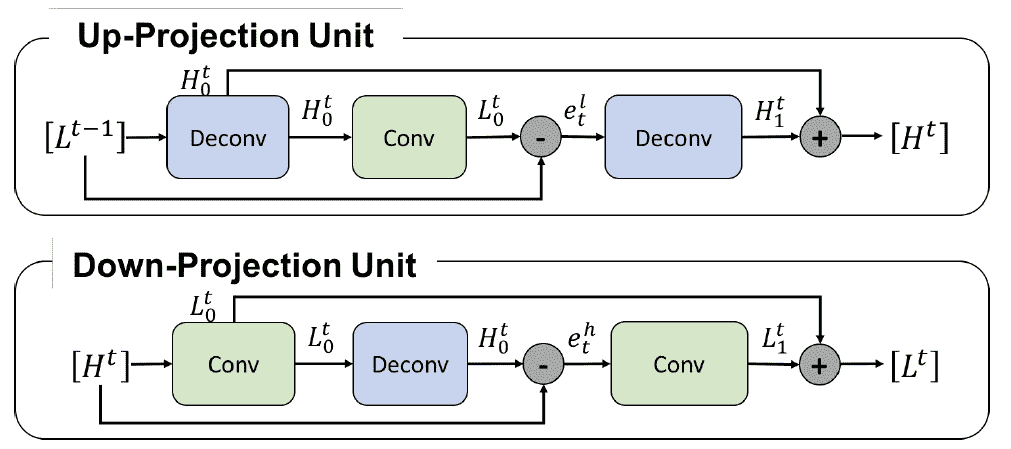 Up-Projection Unit
H_0^t
[L^{t-1}] Deconv H_0^t Conv L_0^t - e_t^l Deconv H_1^t + [H^t]
Down-Projection Unit
L_0^t
[H^t] Conv L_0^t Deconv H_0^t - e_t^h Conv L_1^t + [L^t]